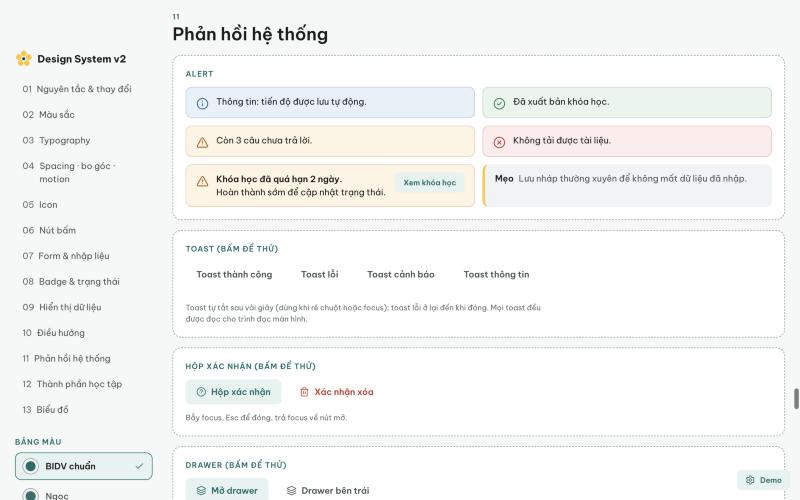 11
Phản hồi hệ thống
Design System v2
01 Nguyên tắc & thay đổi
02 Màu sắc
03 Typography
04 Spacing · bo góc ·
motion
05 Icon
06 Nút bấm
07 Form & nhập liệu
08 Badge & trạng thái
09 Hiển thị dữ liệu
10 Điều hướng
11 Phản hồi hệ thống
12 Thành phần học tập
13 Biểu đồ
BẢNG MÀU
BIDV chuẩn
Ngọc
ALERT
Thông tin: tiến độ được lưu tự động.
Đã xuất bản khóa học.
Còn 3 câu chưa trả lời.
Không tải được tài liệu.
Khóa học đã quá hạn 2 ngày.
Hoàn thành sớm để cập nhật trạng thái.
Xem khóa học
Mẹo Lưu nháp thường xuyên để không mất dữ liệu đã nhập.
TOAST (BẤM ĐỂ THỬ)
Toast thành công Toast lỗi Toast cảnh báo Toast thông tin
Toast tự tắt sau vài giây (dừng khi rê chuột hoặc focus); toast lỗi ở lại đến khi đóng. Mọi toast đều
được đọc cho trình đọc màn hình.
HỘP XÁC NHẬN (BẤM ĐỂ THỬ)
Hộp xác nhận Xác nhận xóa
Bẫy focus, Esc để đóng, trả focus về nút mở.
DRAWER (BẤM ĐỂ THỬ)
Mở drawer Drawer bên trái
Demo